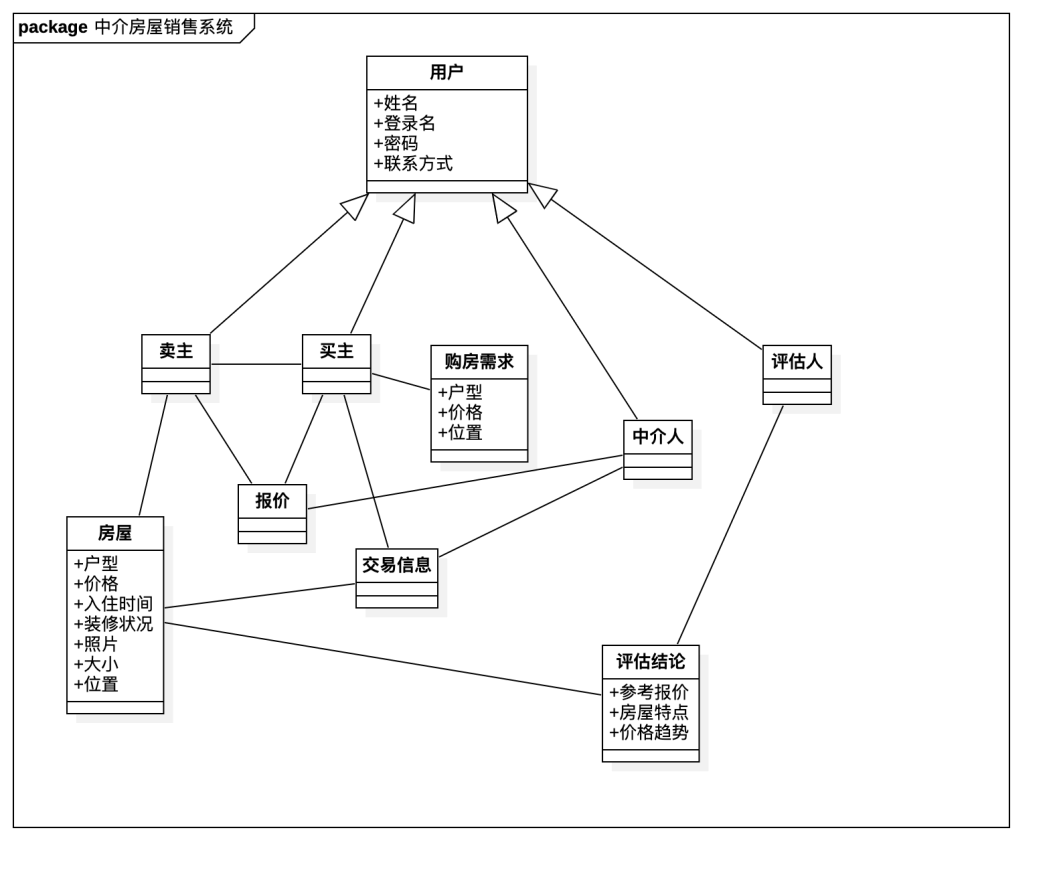 package 中介房屋销售系统
用户
+姓名
+登录名
+密码
+联系方式
卖主
买主
购房需求
+户型
+价格
+位置
评估人
中介人
报价
房屋
+户型
+价格
+入住时间
+装修状况
+照片
+大小
+位置
交易信息
评估结论
+参考报价
+房屋特点
+价格趋势